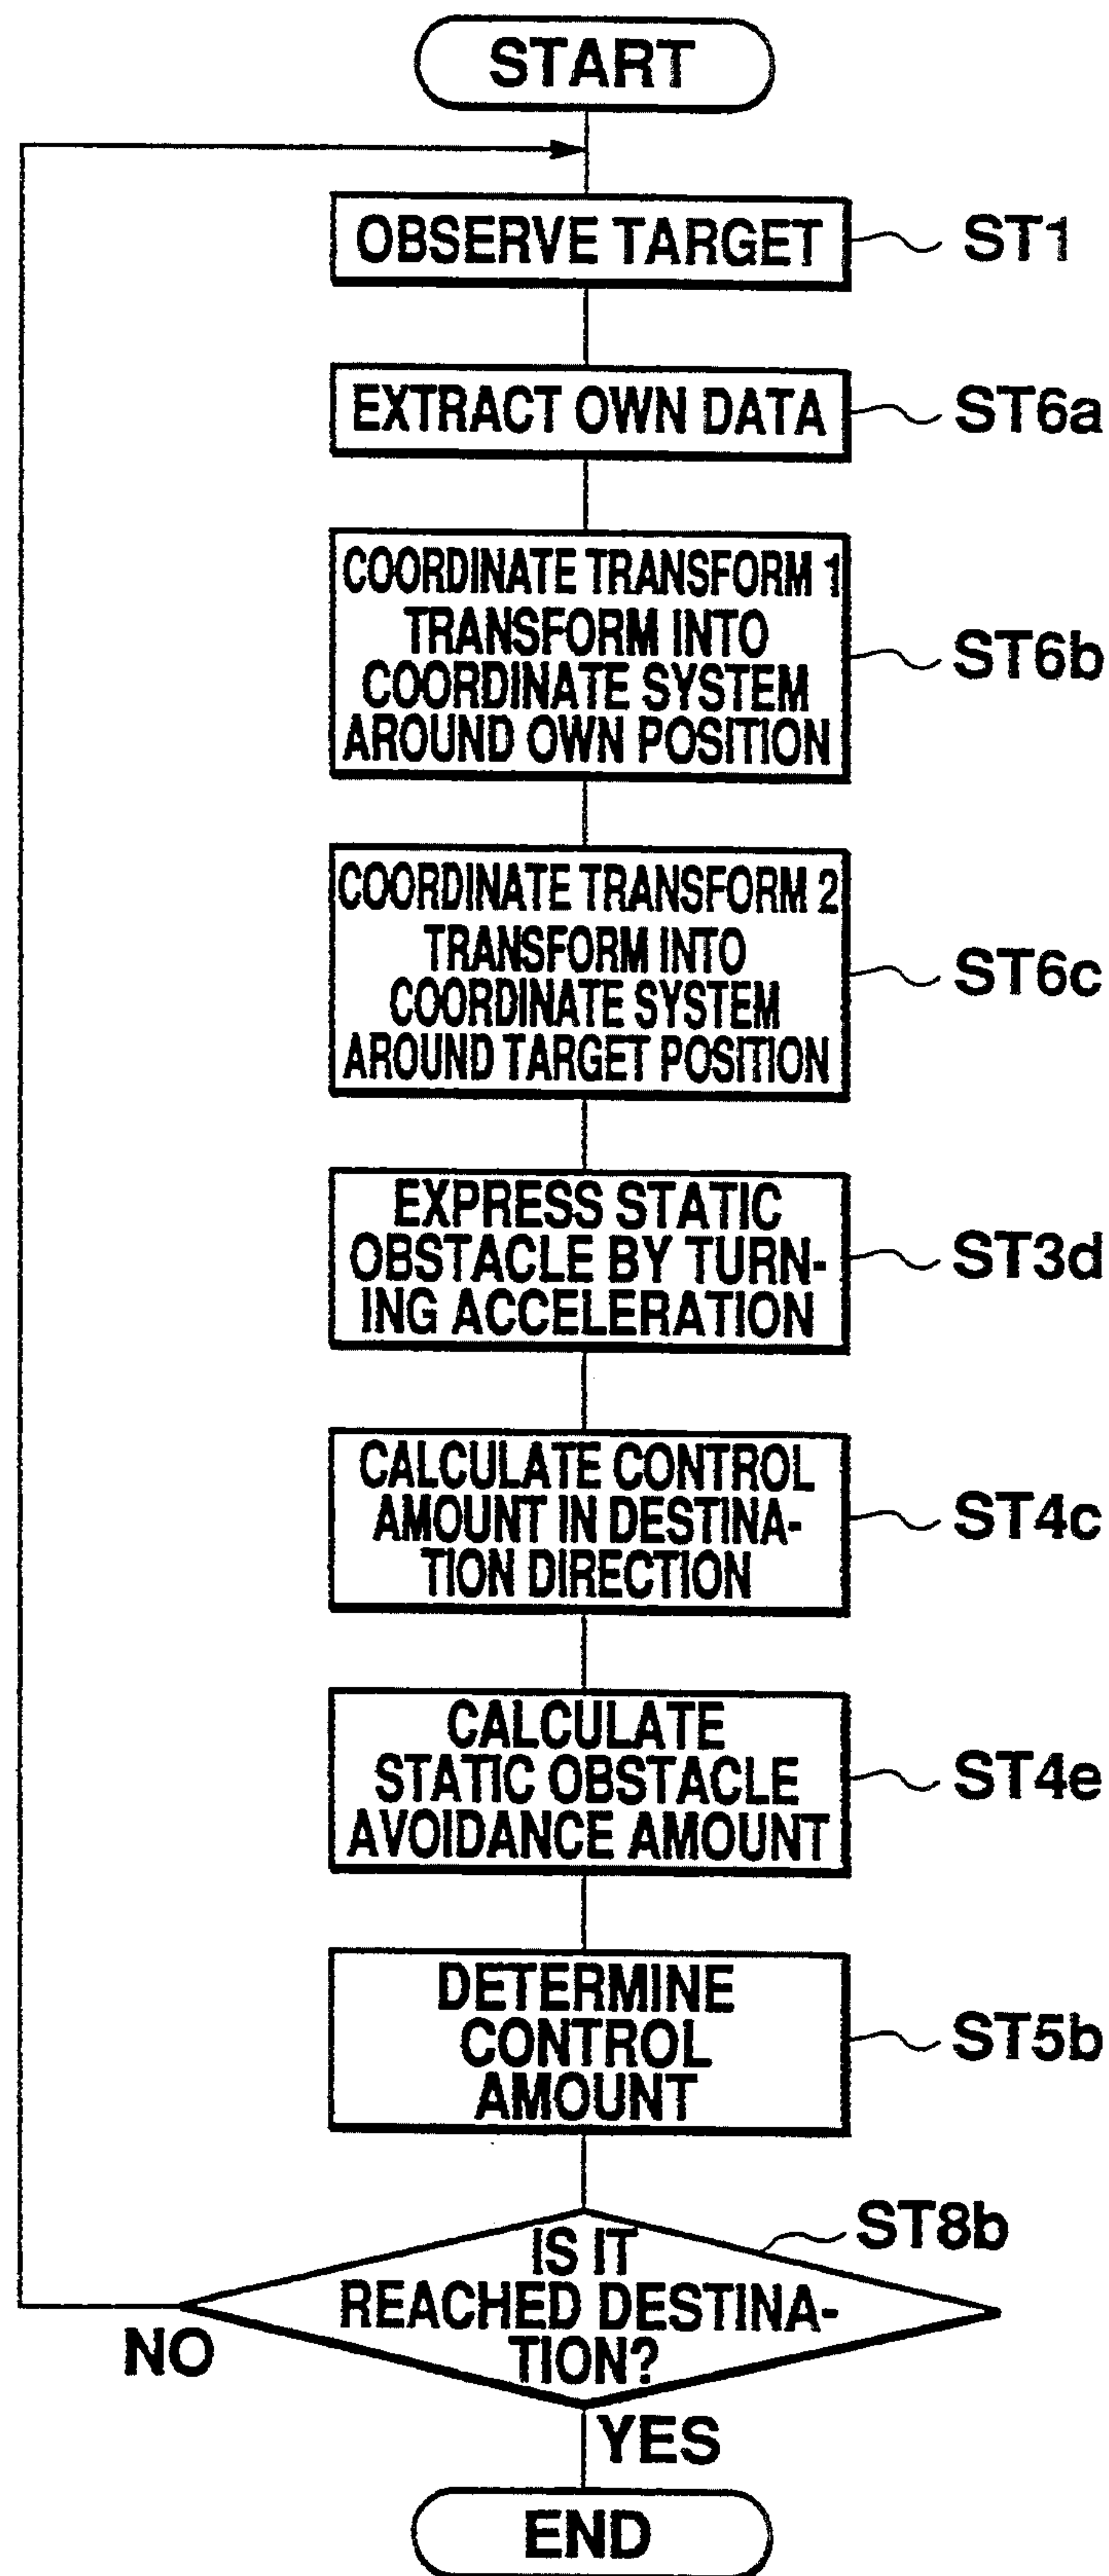 START
OBSERVE TARGET
ST1
EXTRACT OWN DATA
ST6a
COORDINATE TRANSFORM 1
TRANSFORM INTO
COORDINATE SYSTEM
AROUND OWN POSITION
ST6b
COORDINATE TRANSFORM 2
TRANSFORM INTO
COORDINATE SYSTEM
AROUND TARGET POSITION
ST6c
EXPRESS STATIC
OBSTACLE BY TURN-
ING ACCELERATION
ST3d
CALCULATE CONTROL
AMOUNT IN DESTINA-
TION DIRECTION
ST4c
CALCULATE
STATIC OBSTACLE
AVOIDANCE AMOUNT
ST4e
DETERMINE
CONTROL
AMOUNT
ST5b
IS IT
REACHED DESTINA-
TION?
ST8b
NO
YES
END